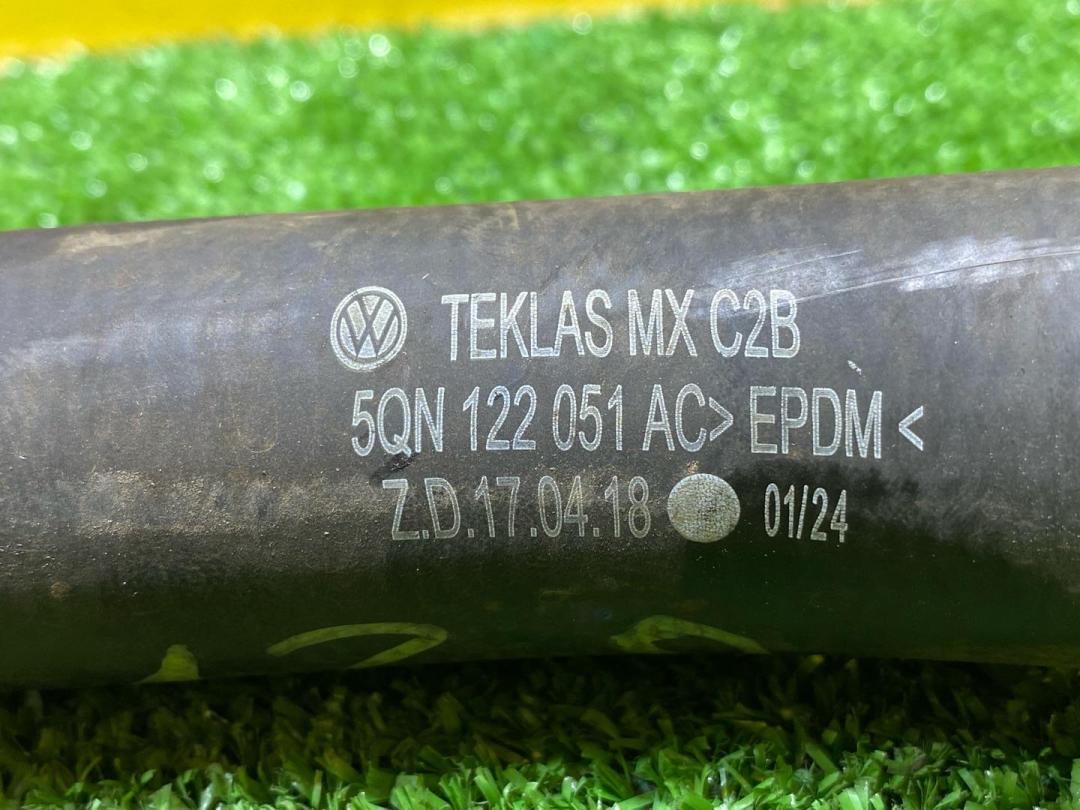 TEKLAS MX C2B
5QN 122 051 AC> EPDM <
Z.D.17.04.18 01/24